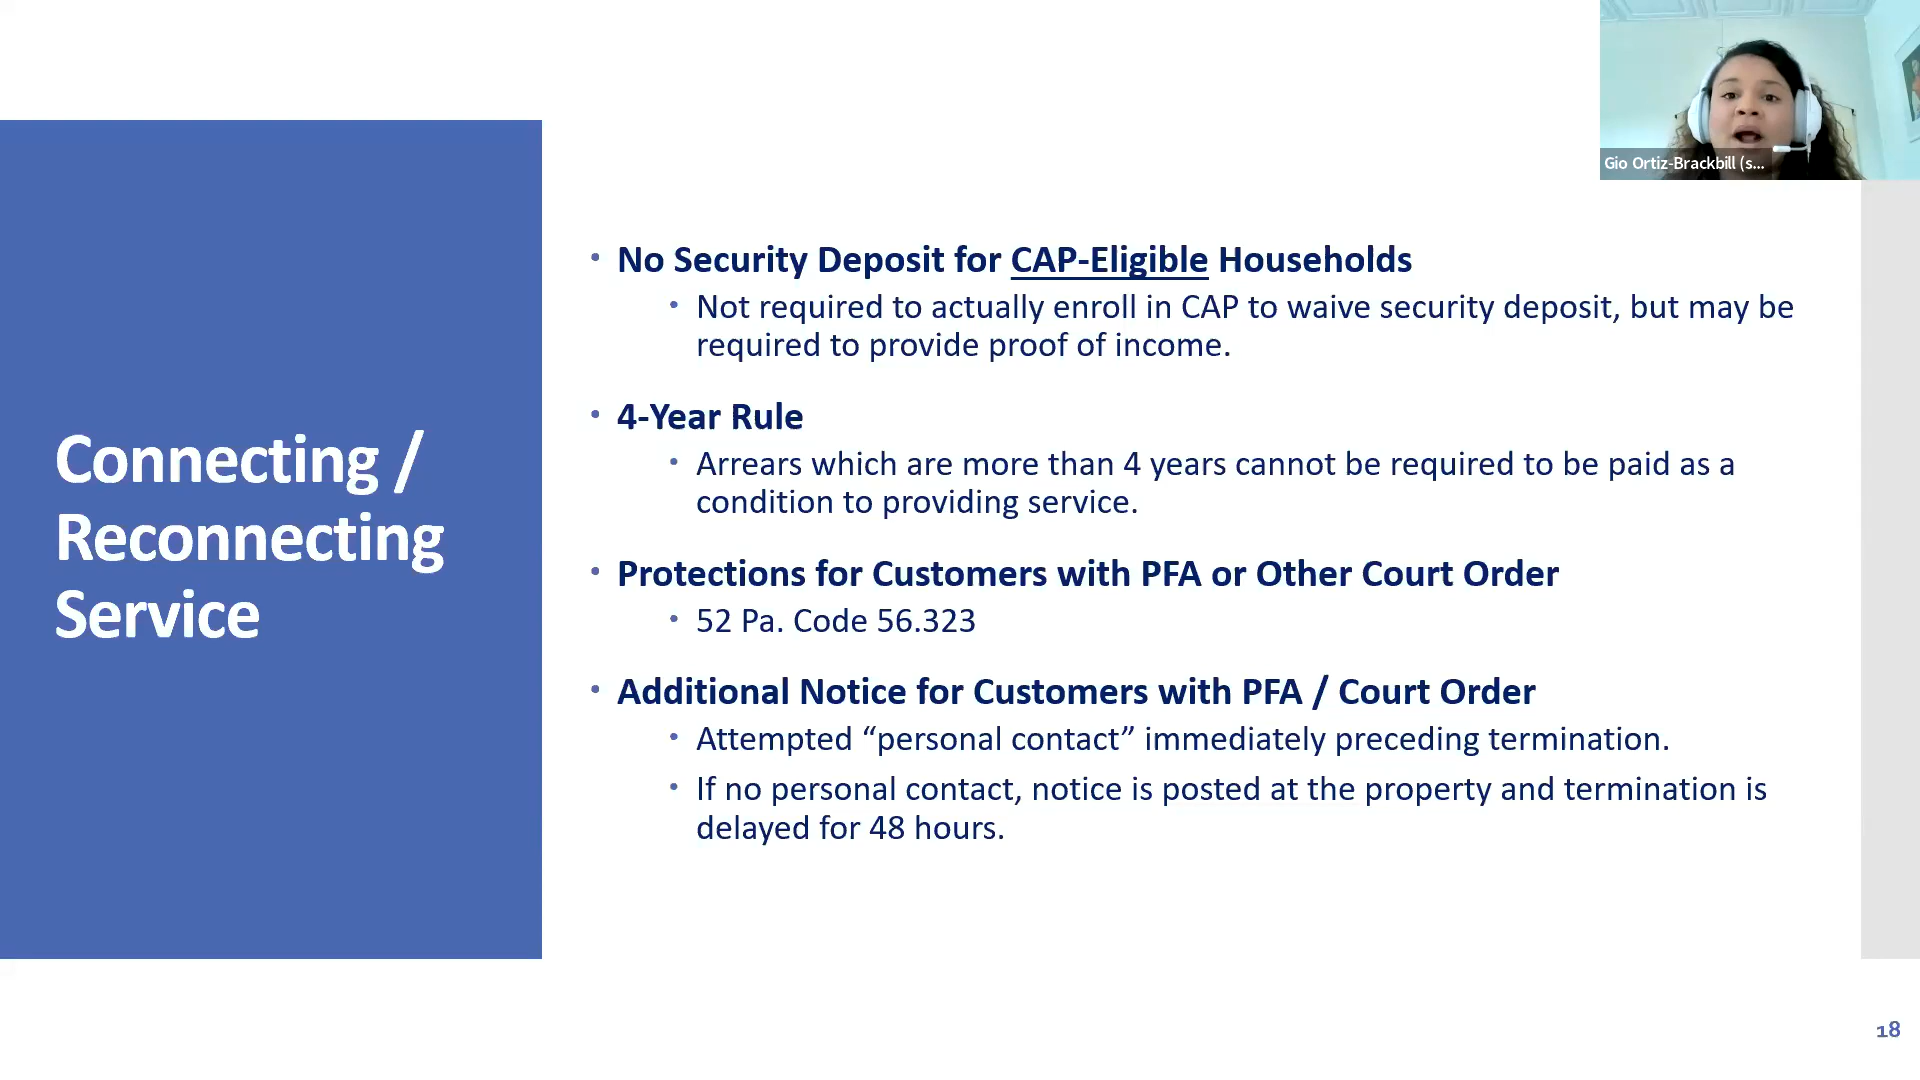 Gio Ortiz-Brackbill (s...
Connecting /
Reconnecting
Service
• No Security Deposit for CAP-Eligible Households
• Not required to actually enroll in CAP to waive security deposit, but may be
required to provide proof of income.
• 4-Year Rule
• Arrears which are more than 4 years cannot be required to be paid as a
condition to providing service.
• Protections for Customers with PFA or Other Court Order
• 52 Pa. Code 56.323
• Additional Notice for Customers with PFA / Court Order
• Attempted “personal contact” immediately preceding termination.
• If no personal contact, notice is posted at the property and termination is
delayed for 48 hours.
18